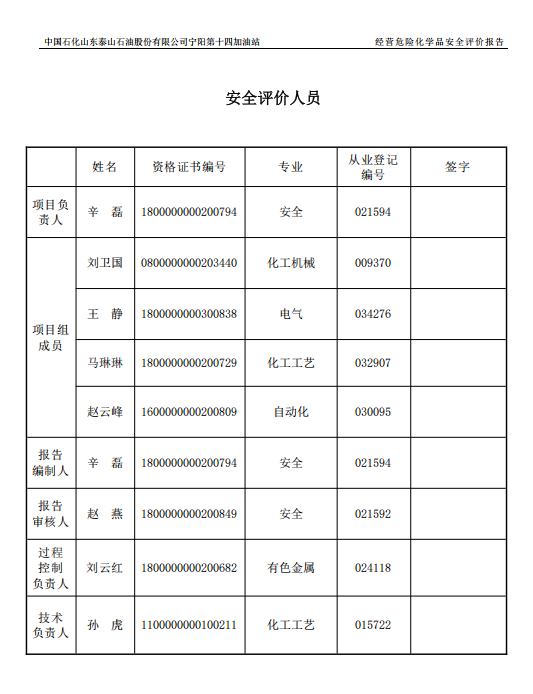 中国石化山东泰山石油股份有限公司宁阳第十四加油站 经营危险化学品安全评价报告
安全评价人员
姓名 资格证书编号 专业 从业登记编号 签字
项目负责人 辛 磊 1800000000200794 安全 021594
项目组成员 刘卫国 0800000000203440 化工机械 009370
王 静 1800000000300838 电气 034276
马琳琳 1800000000200729 化工工艺 032907
赵云峰 1600000000200809 自动化 030095
报告编制人 辛 磊 1800000000200794 安全 021594
报告审核人 赵 燕 1800000000200849 安全 021592
过程控制负责人 刘云红 1800000000200682 有色金属 024118
技术负责人 孙 虎 1100000000100211 化工工艺 015722